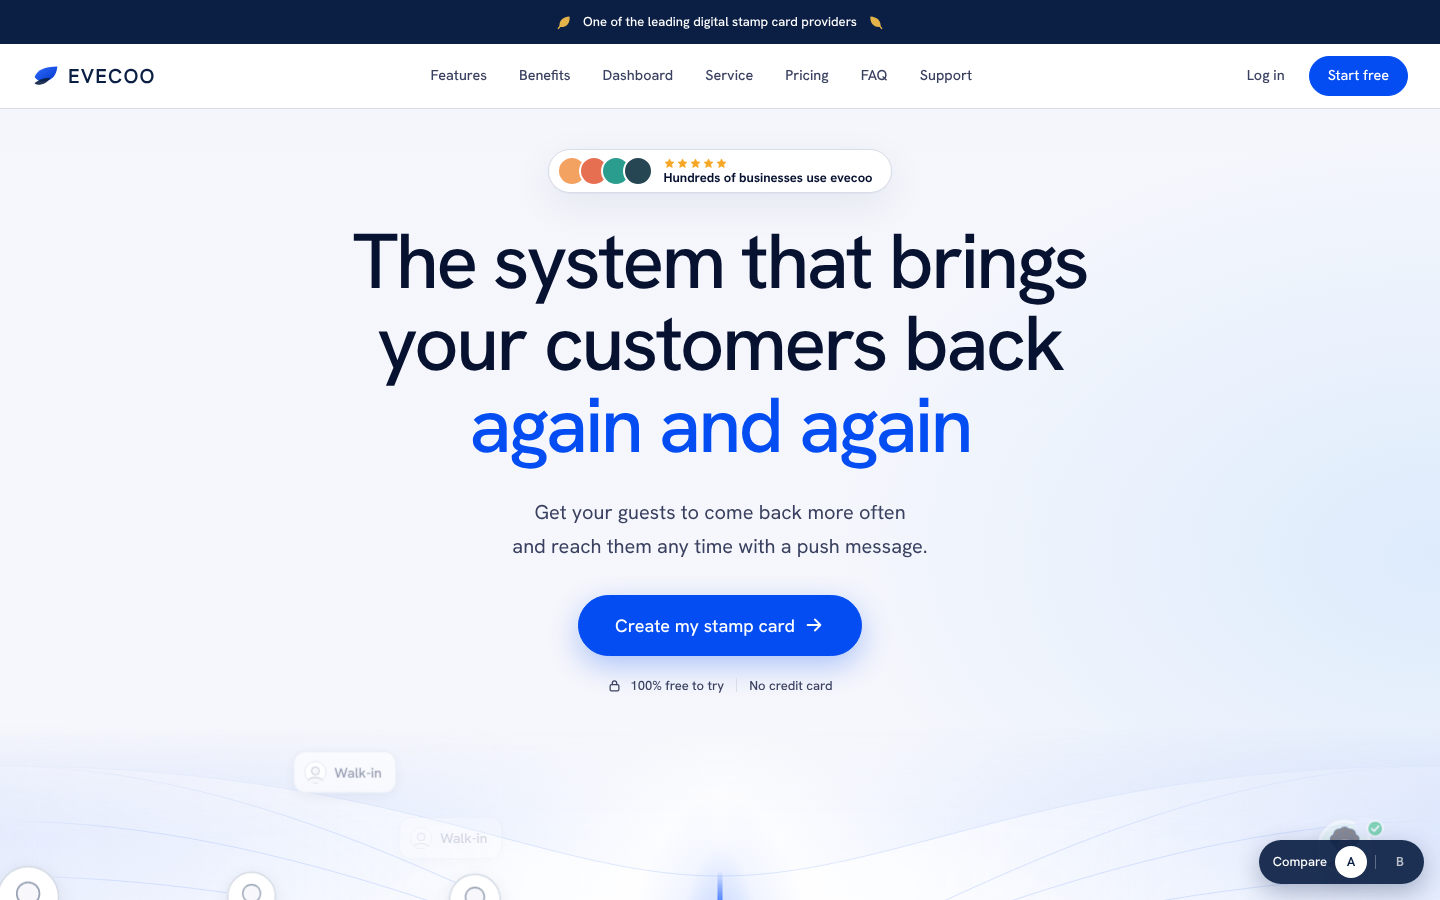 One of the leading digital stamp card providers
EVECOO
Features
Benefits
Dashboard
Service
Pricing
FAQ
Support
Log in
Start free
Hundreds of businesses use evecoo
The system that brings
your customers back
again and again
Get your guests to come back more often
and reach them any time with a push message.
Create my stamp card
100% free to try
No credit card
Walk-in
Walk-in
Compare
A
B